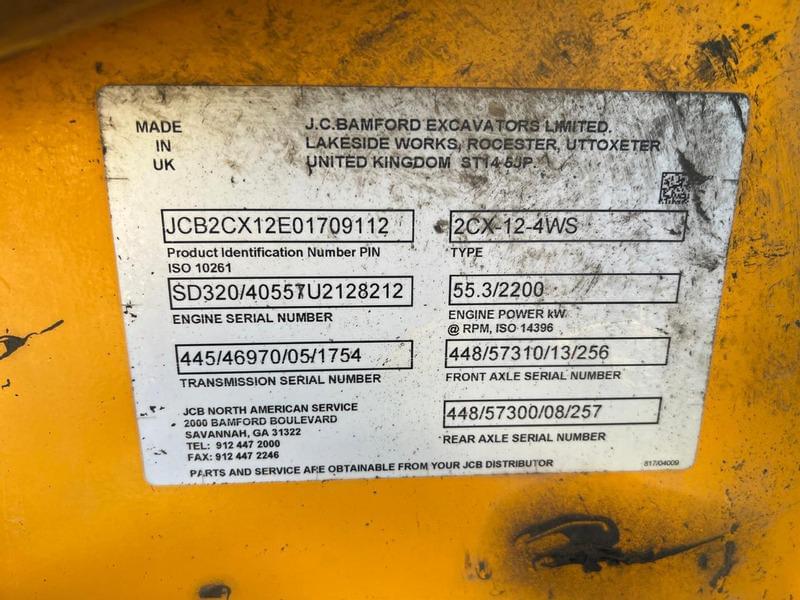 MADE
IN
UK
J.C.BAMFORD EXCAVATORS LIMITED.
LAKESIDE WORKS, ROCESTER, UTTOXETER
UNITED KINGDOM ST14 5JP.
JCB2CX12E01709112
Product Identification Number PIN
ISO 10261
2CX-12-4WS
TYPE
SD320/40557U2128212
ENGINE SERIAL NUMBER
55.3/2200
ENGINE POWER kW
@ RPM, ISO 14396
445/46970/05/1754
TRANSMISSION SERIAL NUMBER
448/57310/13/256
FRONT AXLE SERIAL NUMBER
448/57300/08/257
REAR AXLE SERIAL NUMBER
JCB NORTH AMERICAN SERVICE
2000 BAMFORD BOULEVARD
SAVANNAH, GA 31322
TEL: 912 447 2000
FAX: 912 447 2246
PARTS AND SERVICE ARE OBTAINABLE FROM YOUR JCB DISTRIBUTOR
817/04009